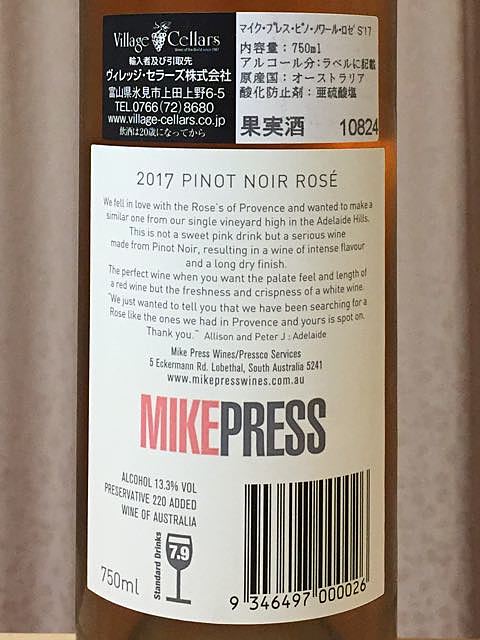 Village Cellars
Wines of the World since 1981
輸入者及び引取先
ヴィレッジ・セラーズ株式会社
富山県氷見市上田上野6-5
TEL.0766(72)8680
www.village-cellars.co.jp
飲酒は20歳になってから
マイク・プレス・ピノ・ノワール・ロゼ S'17
内容量:750ml
アルコール分:ラベルに記載
原産国:オーストラリア
酸化防止剤:亜硫酸塩
果実酒 10824
2017 PINOT NOIR ROSÉ
We fell in love with the Rose's of Provence and wanted to make a
similar one from our single vineyard high in the Adelaide Hills.
This is not a sweet pink drink but a serious wine
made from Pinot Noir, resulting in a wine of intense flavour
and a long dry finish.
The perfect wine when you want the palate feel and length of
a red wine but the freshness and crispness of a white wine.
"We just wanted to tell you that we have been searching for a
Rose like the ones we had in Provence and yours is spot on.
Thank you." Allison and Peter J : Adelaide
Mike Press Wines/Pressco Services
5 Eckermann Rd. Lobethal, South Australia 5241
www.mikepresswines.com.au
MIKEPRESS
ALCOHOL 13.3% VOL
PRESERVATIVE 220 ADDED
WINE OF AUSTRALIA
Standard Drinks
7.9
750ml
9 346497 000026